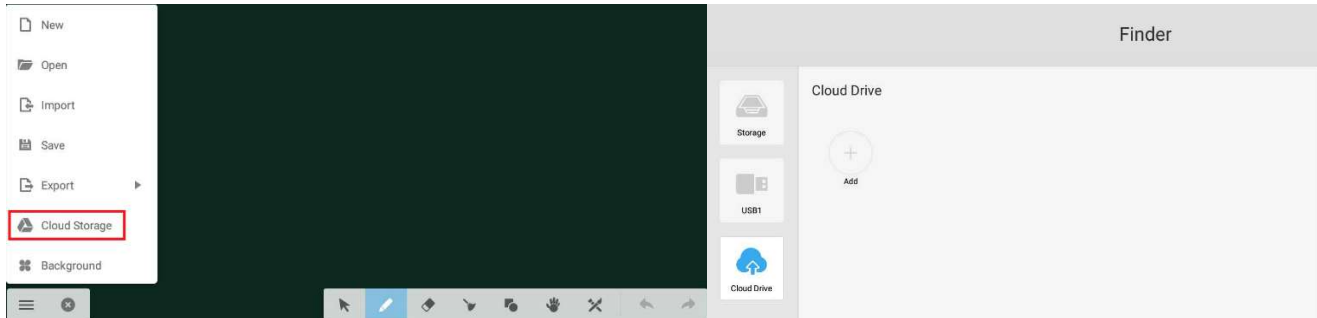 New
Open
Import
Save
Export
Cloud Storage
Background
Finder
Storage
USB1
Cloud Drive
Cloud Drive
Add